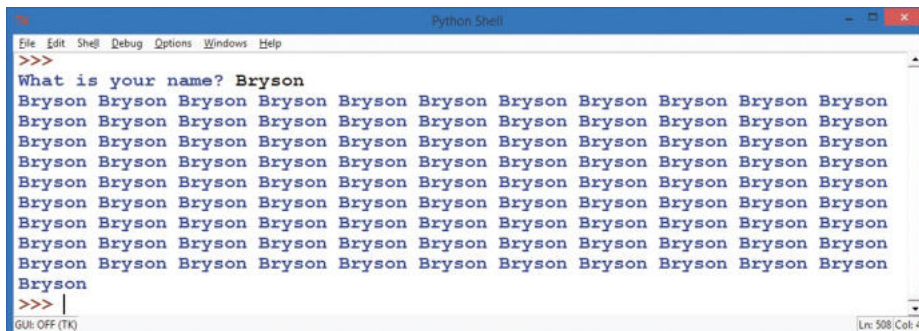 Python Shell
File Edit Shell Debug Options Windows Help
>>>
What is your name? Bryson
Bryson Bryson Bryson Bryson Bryson Bryson Bryson Bryson Bryson Bryson Bryson
Bryson Bryson Bryson Bryson Bryson Bryson Bryson Bryson Bryson Bryson Bryson
Bryson Bryson Bryson Bryson Bryson Bryson Bryson Bryson Bryson Bryson Bryson
Bryson Bryson Bryson Bryson Bryson Bryson Bryson Bryson Bryson Bryson Bryson
Bryson Bryson Bryson Bryson Bryson Bryson Bryson Bryson Bryson Bryson Bryson
Bryson Bryson Bryson Bryson Bryson Bryson Bryson Bryson Bryson Bryson Bryson
Bryson Bryson Bryson Bryson Bryson Bryson Bryson Bryson Bryson Bryson Bryson
Bryson Bryson Bryson Bryson Bryson Bryson Bryson Bryson Bryson Bryson Bryson
Bryson Bryson Bryson Bryson Bryson Bryson Bryson Bryson Bryson Bryson Bryson
Bryson
>>>
GUI: OFF (TK) Ln: 508 Col: 4